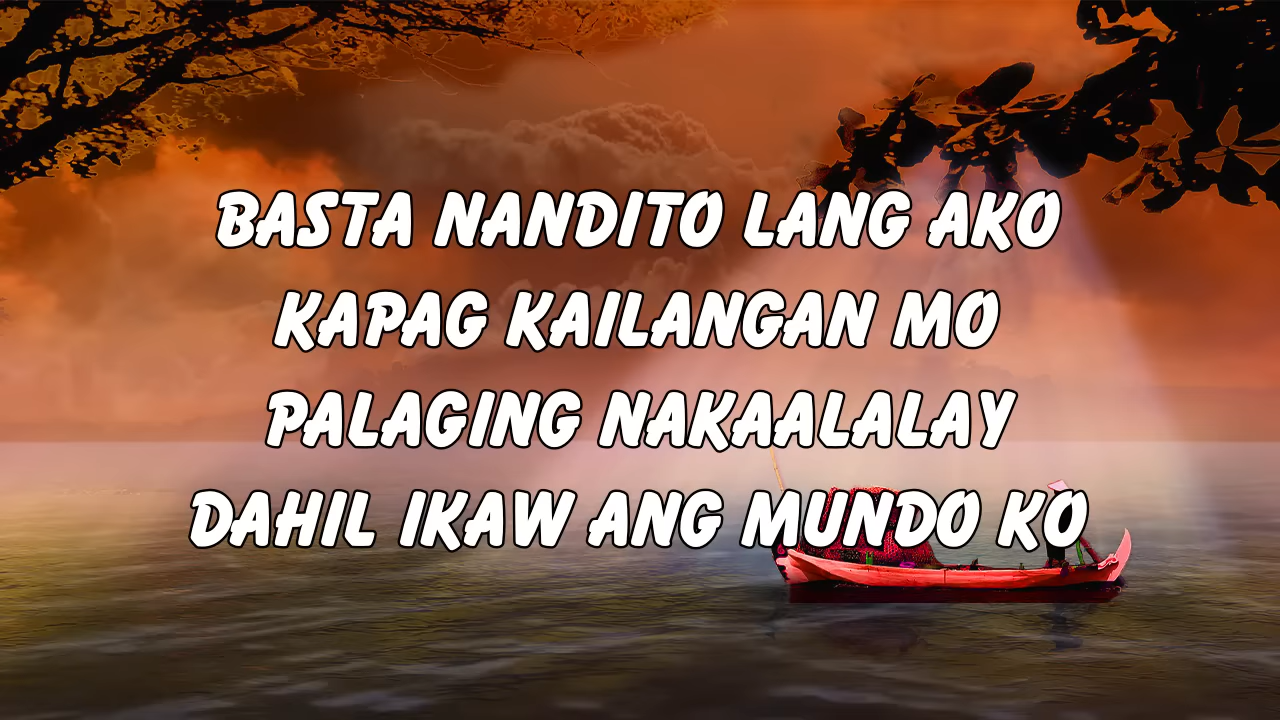 BASTA NANDITO LANG AKO
KAPAG KAILANGAN MO
PALAGING NAKAALALAY
DAHIL IKAW ANG MUNDO KO